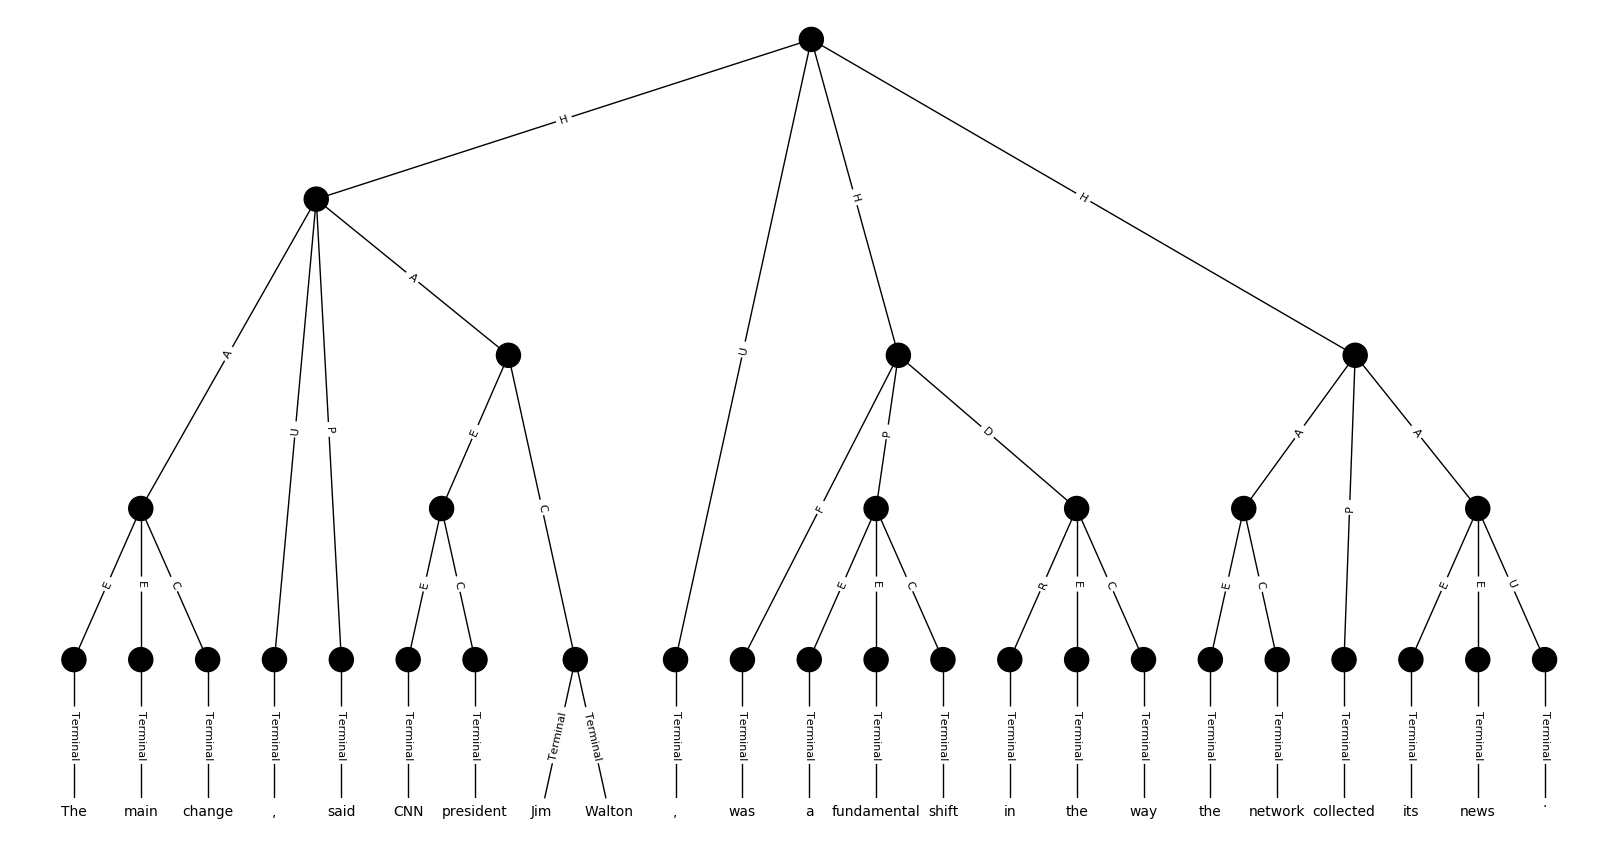 H
H
H
A
A
U
P
U
E
P
D
A
A
F
C
P
E
E
C
E
C
E
E
C
R
E
C
E
C
E
E
U
Terminal Terminal Terminal Terminal Terminal Terminal Terminal Terminal Terminal Terminal Terminal Terminal Terminal Terminal Terminal Terminal Terminal Terminal Terminal Terminal Terminal Terminal Terminal
The main change , said CNN president Jim Walton , was a fundamental shift in the way the network collected its news .